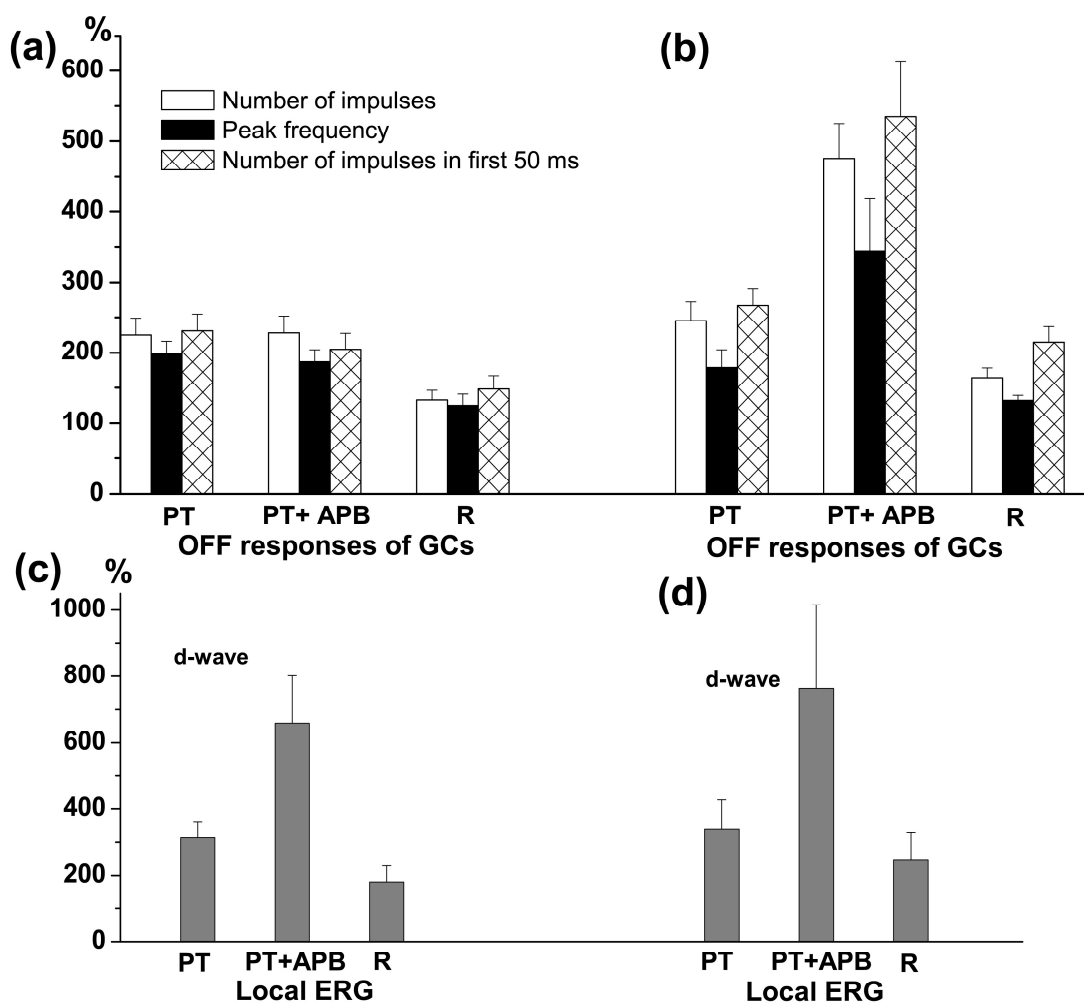 (a)
%
600
500
400
300
200
100
0
Number of impulses
Peak frequency
Number of impulses in first 50 ms
PT
PT+ APB
R
OFF responses of GCs
(b)
PT
PT+ APB
R
OFF responses of GCs
(c)
%
1000
800
600
400
200
0
d-wave
PT
PT+APB
R
Local ERG
(d)
d-wave
PT
PT+APB
R
Local ERG